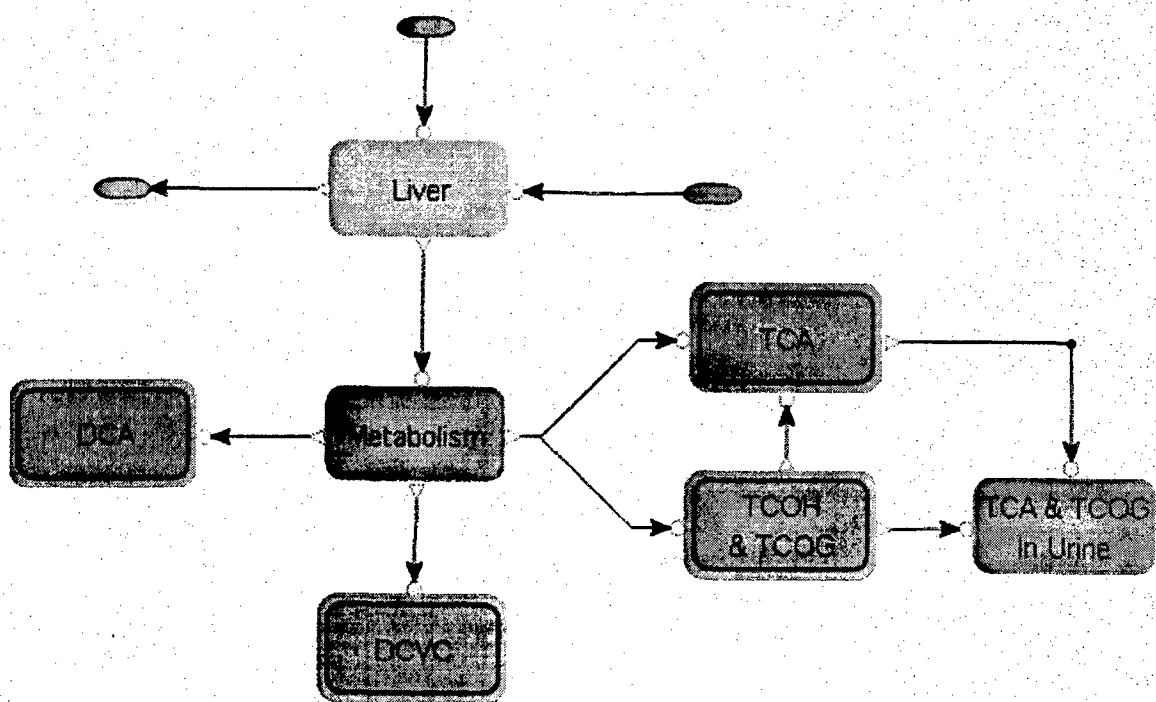 Liver
TCA
DCA
Metabolism
TCOH
& TCOG
TCA & TCOG
In Urine
DCVC